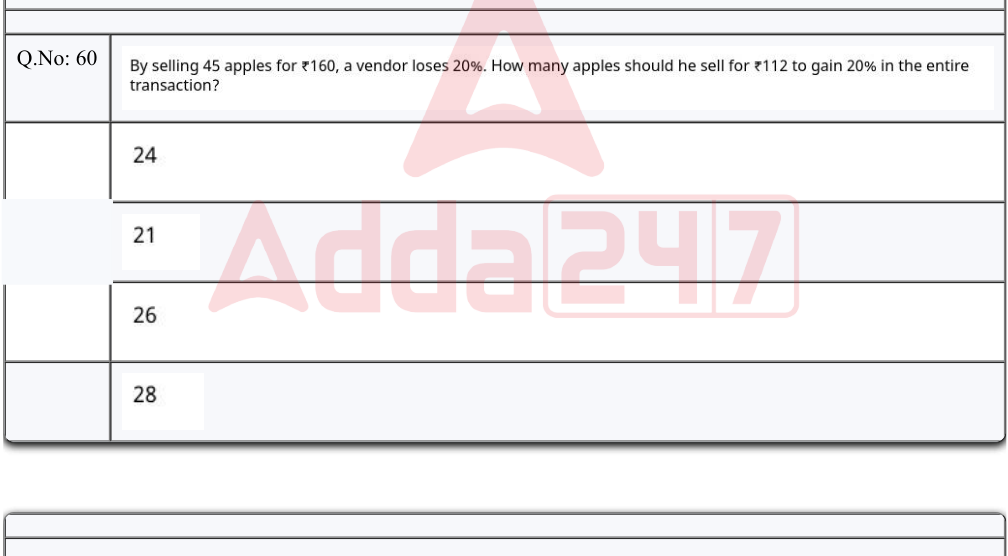 Q.No: 60
By selling 45 apples for ₹160, a vendor loses 20%. How many apples should he sell for ₹112 to gain 20% in the entire
transaction?
24
21
Adda247
26
28